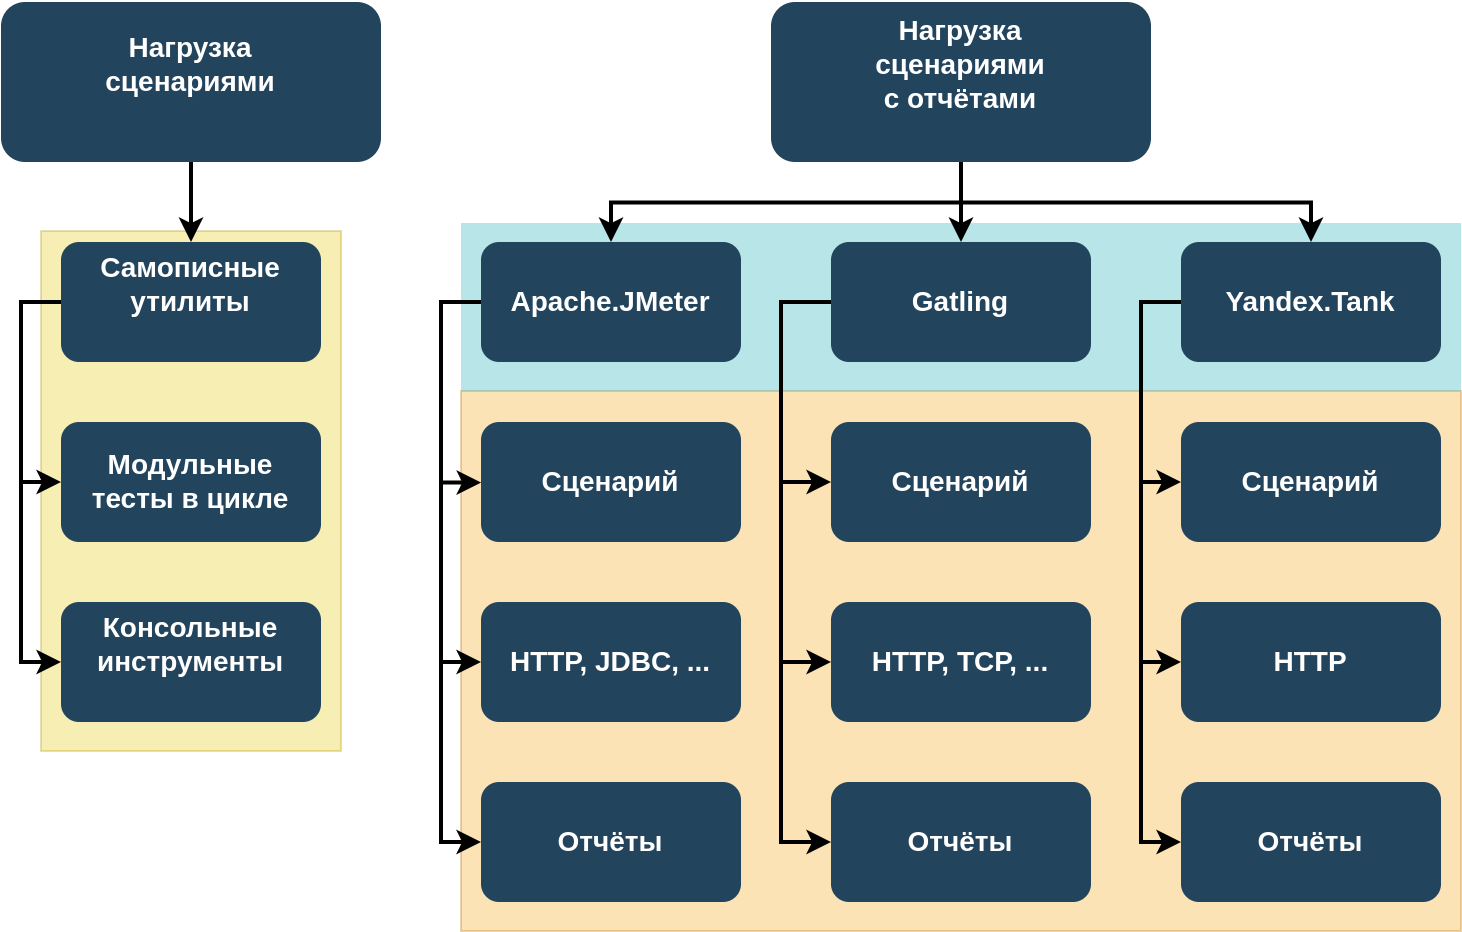 Нагрузка
сценариями
Самописные
утилиты
Модульные
тесты в цикле
Консольные
инструменты
Нагрузка
сценариями
с отчётами
Apache.JMeter
Gatling
Yandex.Tank
Сценарий
Сценарий
Сценарий
HTTP, JDBC, ...
HTTP, TCP, ...
HTTP
Отчёты
Отчёты
Отчёты